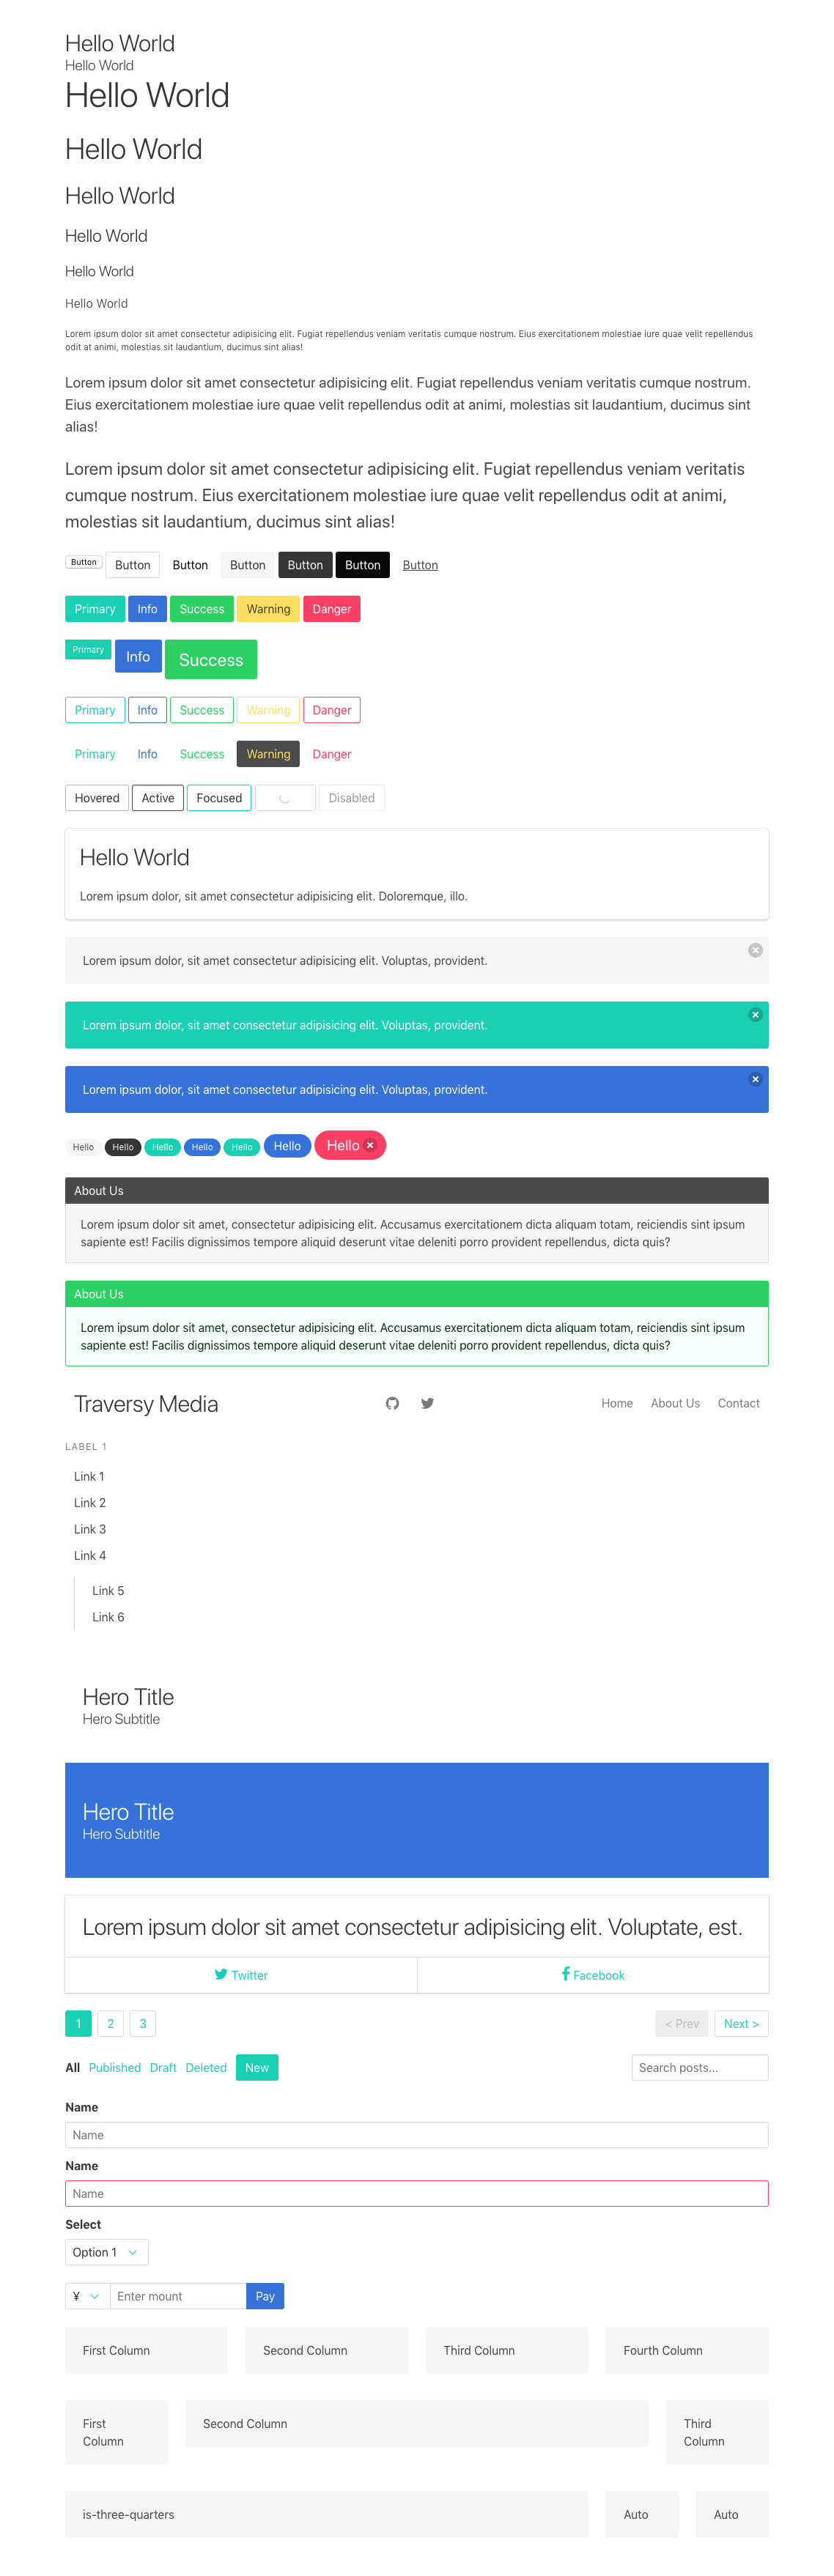 Hello World
Hello World
Hello World
Hello World
Hello World
Hello World
Hello World
Hello World
Lorem ipsum dolor sit amet consectetur adipisicing elit. Fugiat repellendus veniam veritatis cumque nostrum. Eius exercitationem molestiae iure quae velit repellendus
odit at animi, molestias sit laudantium, ducimus sint alias!
Lorem ipsum dolor sit amet consectetur adipisicing elit. Fugiat repellendus veniam veritatis cumque nostrum.
Eius exercitationem molestiae iure quae velit repellendus odit at animi, molestias sit laudantium, ducimus sint
alias!
Lorem ipsum dolor sit amet consectetur adipisicing elit. Fugiat repellendus veniam veritatis
cumque nostrum. Eius exercitationem molestiae iure quae velit repellendus odit at animi,
molestias sit laudantium, ducimus sint alias!
Button Button Button Button Button Button Button
Primary Info Success Warning Danger
Primary Info Success
Primary Info Success Warning Danger
Primary Info Success Warning Danger
Hovered Active Focused Disabled
Hello World
Lorem ipsum dolor, sit amet consectetur adipisicing elit. Doloremque, illo.
Lorem ipsum dolor, sit amet consectetur adipisicing elit. Voluptas, provident.
Lorem ipsum dolor, sit amet consectetur adipisicing elit. Voluptas, provident.
Lorem ipsum dolor, sit amet consectetur adipisicing elit. Voluptas, provident.
Hello Hello Hello Hello Hello Hello Hello
About Us
Lorem ipsum dolor sit amet, consectetur adipisicing elit. Accusamus exercitationem dicta aliquam totam, reiciendis sint ipsum
sapiente est! Facilis dignissimos tempore aliquid deserunt vitae deleniti porro provident repellendus, dicta quis?
About Us
Lorem ipsum dolor sit amet, consectetur adipisicing elit. Accusamus exercitationem dicta aliquam totam, reiciendis sint ipsum
sapiente est! Facilis dignissimos tempore aliquid deserunt vitae deleniti porro provident repellendus, dicta quis?
Traversy Media Home About Us Contact
LABEL 1
Link 1
Link 2
Link 3
Link 4
Link 5
Link 6
Hero Title
Hero Subtitle
Hero Title
Hero Subtitle
Lorem ipsum dolor sit amet consectetur adipisicing elit. Voluptate, est.
Twitter Facebook
1 2 3 < Prev Next >
All Published Draft Deleted New Search posts...
Name
Name
Name
Name
Select
Option 1
¥ Enter mount Pay
First Column Second Column Third Column Fourth Column
First Second Column Third
Column Column
is-three-quarters Auto Auto